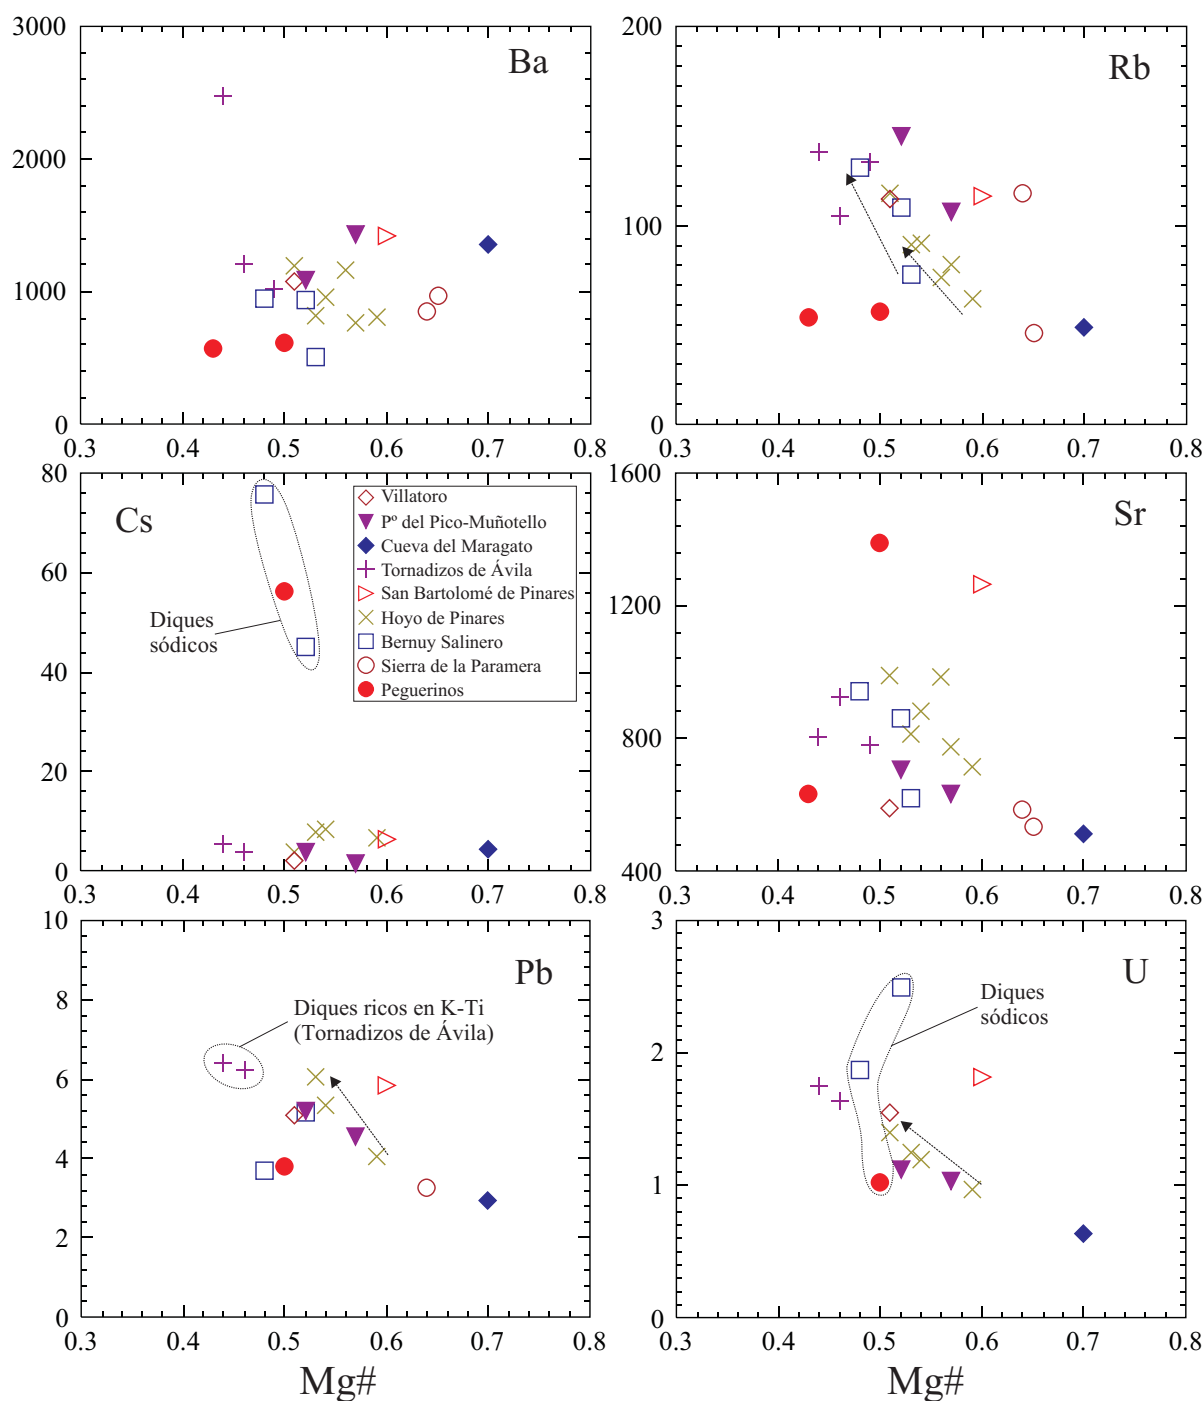 3000
2000
1000
0
0.3
0.4
0.5
0.6
0.7
0.8
Ba
200
100
0
0.3
0.4
0.5
0.6
0.7
0.8
Rb
80
60
40
20
0
0.3
0.4
0.5
0.6
0.7
0.8
Cs
Diques
sódicos
Villatoro
Pº del Pico-Muñotello
Cueva del Maragato
Tornadizos de Ávila
San Bartolomé de Pinares
Hoyo de Pinares
Bernuy Salinero
Sierra de la Paramera
Peguerinos
1600
1200
800
400
0.3
0.4
0.5
0.6
0.7
0.8
Sr
10
8
6
4
2
0
0.3
0.4
0.5
0.6
0.7
0.8
Pb
Diques ricos en K-Ti
(Tornadizos de Ávila)
Mg#
3
2
1
0
0.3
0.4
0.5
0.6
0.7
0.8
U
Diques
sódicos
Mg#